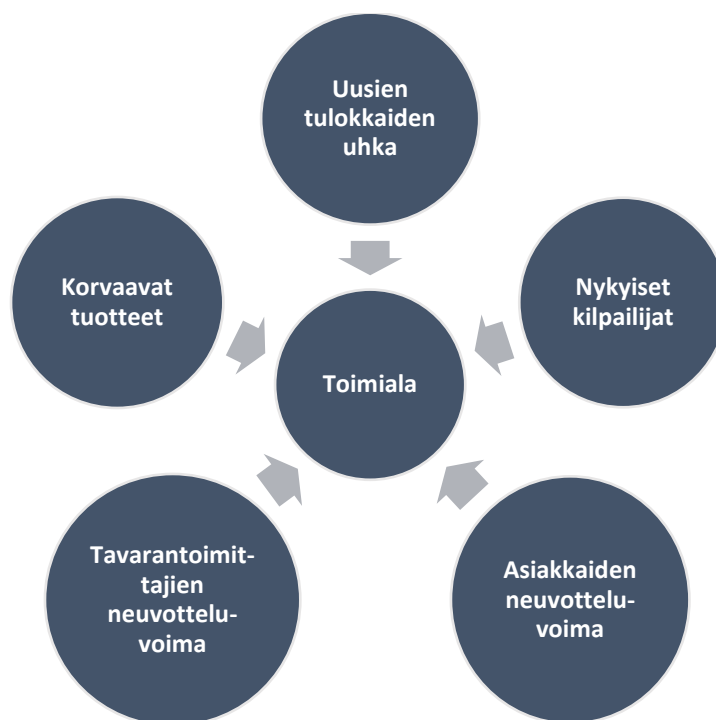 Uusien
tulokkaiden
uhka
Korvaavat
tuotteet
Nykyiset
kilpailijat
Toimiala
Tavarantoimit-
tajien
neuvottelu-
voima
Asiakkaiden
neuvottelu-
voima